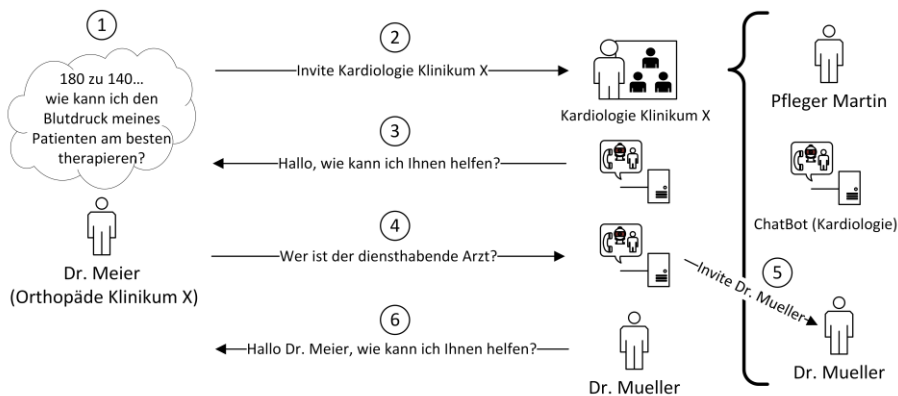 1
180 zu 140...
wie kann ich den
Blutdruck meines
Patienten am besten
therapieren?
Dr. Meier
(Orthopäde Klinikum X)
2
Invite Kardiologie Klinikum X
Kardiologie Klinikum X
3
Hallo, wie kann ich Ihnen helfen?
4
Wer ist der diensthabende Arzt?
5
Invite Dr. Mueller
6
Hallo Dr. Meier, wie kann ich Ihnen helfen?
Dr. Mueller
Pfleger Martin
ChatBot (Kardiologie)
Dr. Mueller